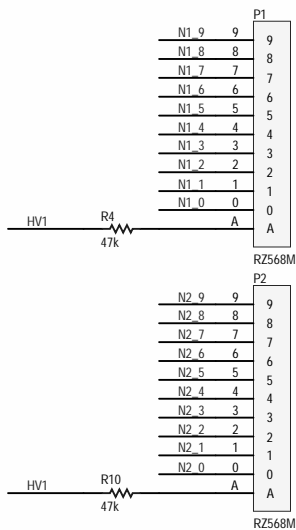 P1
N1_9 9 9
N1_8 8 8
N1_7 7 7
N1_6 6 6
N1_5 5 5
N1_4 4 4
N1_3 3 3
N1_2 2 2
N1_1 1 1
N1_0 0 0
HV1 R4 A A
47k
RZ568M
P2
N2_9 9 9
N2_8 8 8
N2_7 7 7
N2_6 6 6
N2_5 5 5
N2_4 4 4
N2_3 3 3
N2_2 2 2
N2_1 1 1
N2_0 0 0
HV1 R10 A A
47k
RZ568M